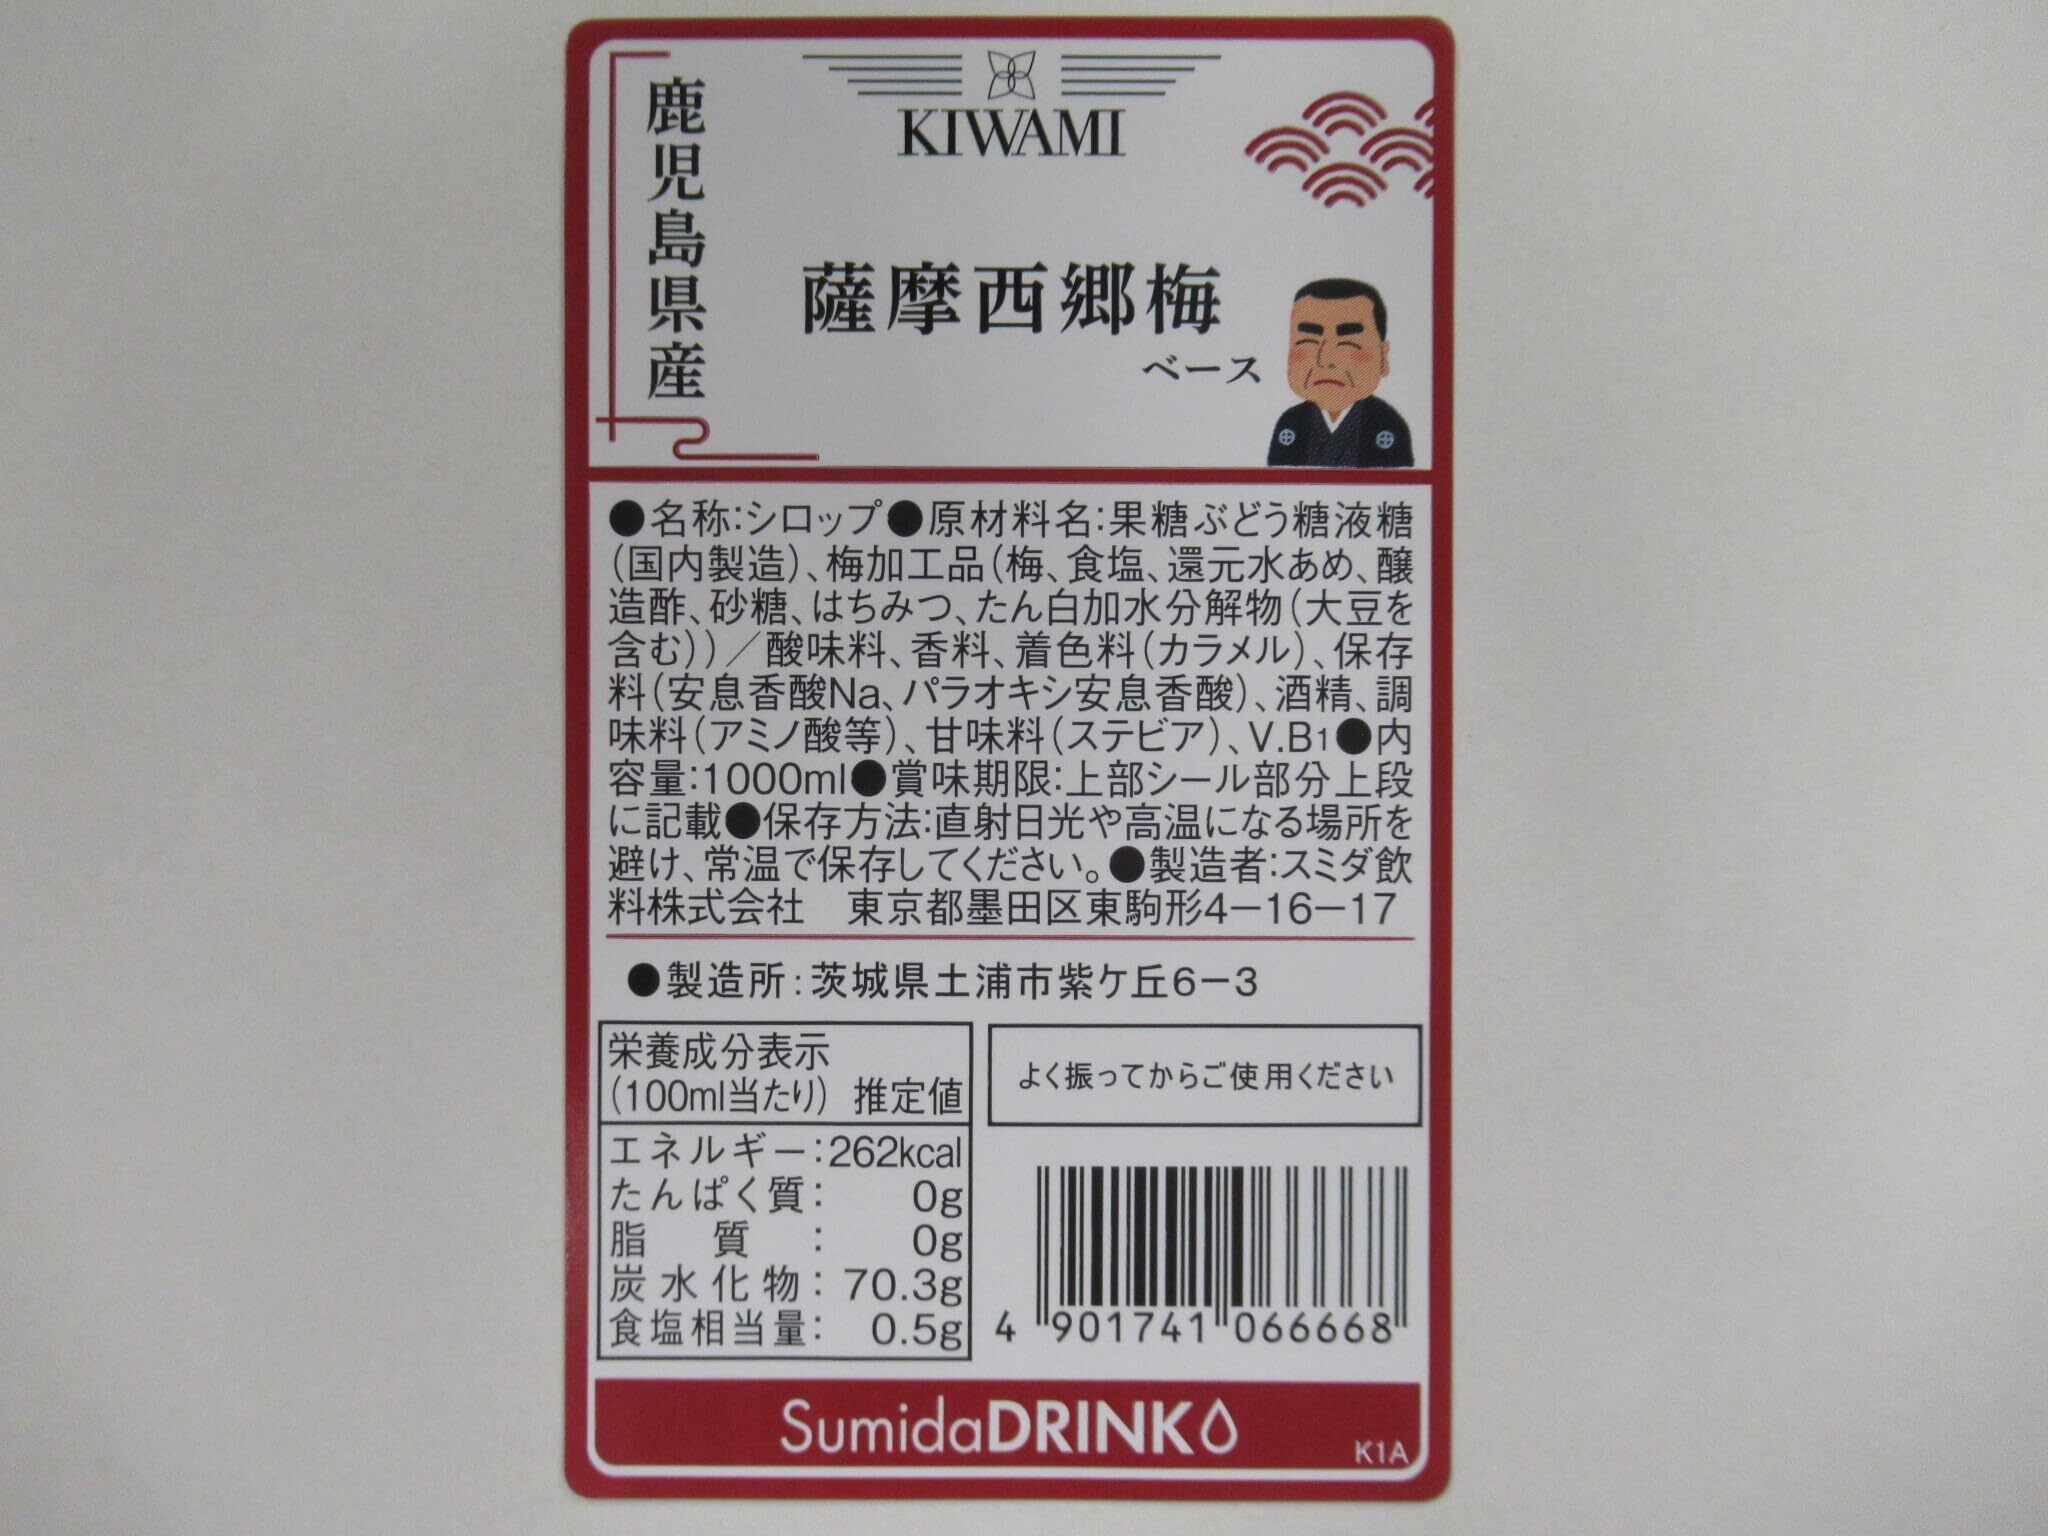 鹿児島県産
KIWAMI
薩摩西郷梅
ベース
●名称:シロップ●原材料名:果糖ぶどう糖液糖
(国内製造)、梅加工品(梅、食塩、還元水あめ、醸
造酢、砂糖、はちみつ、たん白加水分解物(大豆を
含む))/酸味料、香料、着色料(カラメル)、保存
料(安息香酸Na、パラオキシ安息香酸)、酒精、調
味料(アミノ酸等)、甘味料(ステビア)、V.B1●内
容量:1000ml●賞味期限:上部シール部分上段
に記載●保存方法:直射日光や高温になる場所を
避け、常温で保存してください。●製造者:スミダ飲
料株式会社 東京都墨田区東駒形4-16-17
●製造所:茨城県土浦市紫ケ丘6-3
栄養成分表示
(100ml当たり) 推定値
エネルギー:262kcal
たんぱく質: 0g
脂質: 0g
炭水化物: 70.3g
食塩相当量: 0.5g
よく振ってからご使用ください
4 901741 066668
SumidaDRINK
K1A